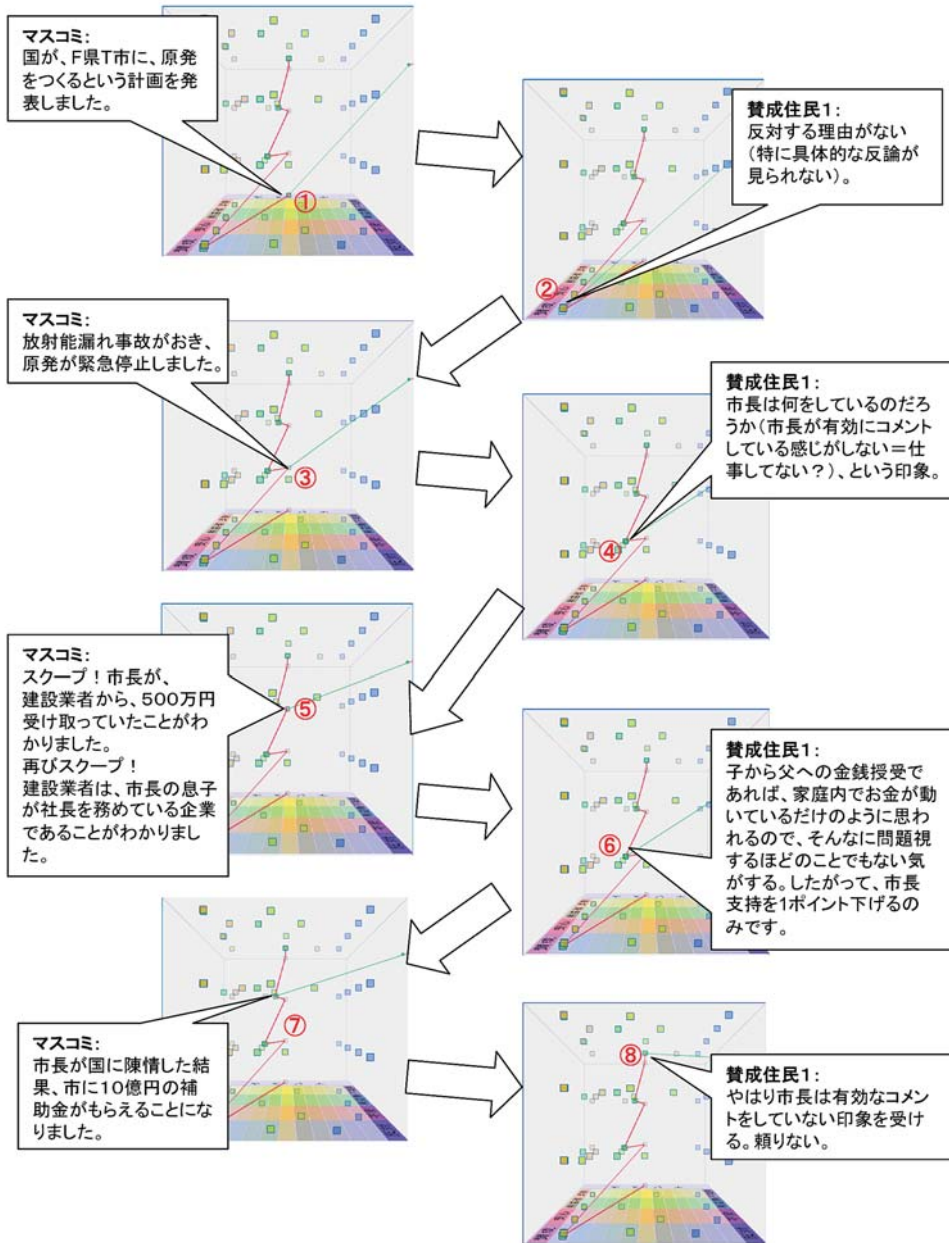 マスコミ:
国が、F県T市に、原発
をつくるという計画を発
表しました。
①
賛成住民1:
反対する理由がない
(特に具体的な反論が
見られない)。
②
マスコミ:
放射能漏れ事故がおき、
原発が緊急停止しました。
③
賛成住民1:
市長は何をしているのだろ
うか(市長が有効にコメント
している感じがしない=仕
事してない?)、という印象。
④
マスコミ:
スクープ!市長が、
建設業者から、500万円
受け取っていたことがわ
かりました。
再びスクープ!
建設業者は、市長の息子
が社長を務めている企業
であることがわかりまし
た。
⑤
賛成住民1:
子から父への金銭授受で
あれば、家庭内でお金が動
いているだけのように思わ
れるので、そんなに問題視
するほどのことでもない気
がする。したがって、市長
支持を1ポイント下げるの
みです。
⑥
マスコミ:
市長が国に陳情した結
果、市に10億円の補
助金がもらえることにな
りました。
⑦
賛成住民1:
やはり市長は有効なコメン
トをしていない印象を受け
る。頼りない。
⑧